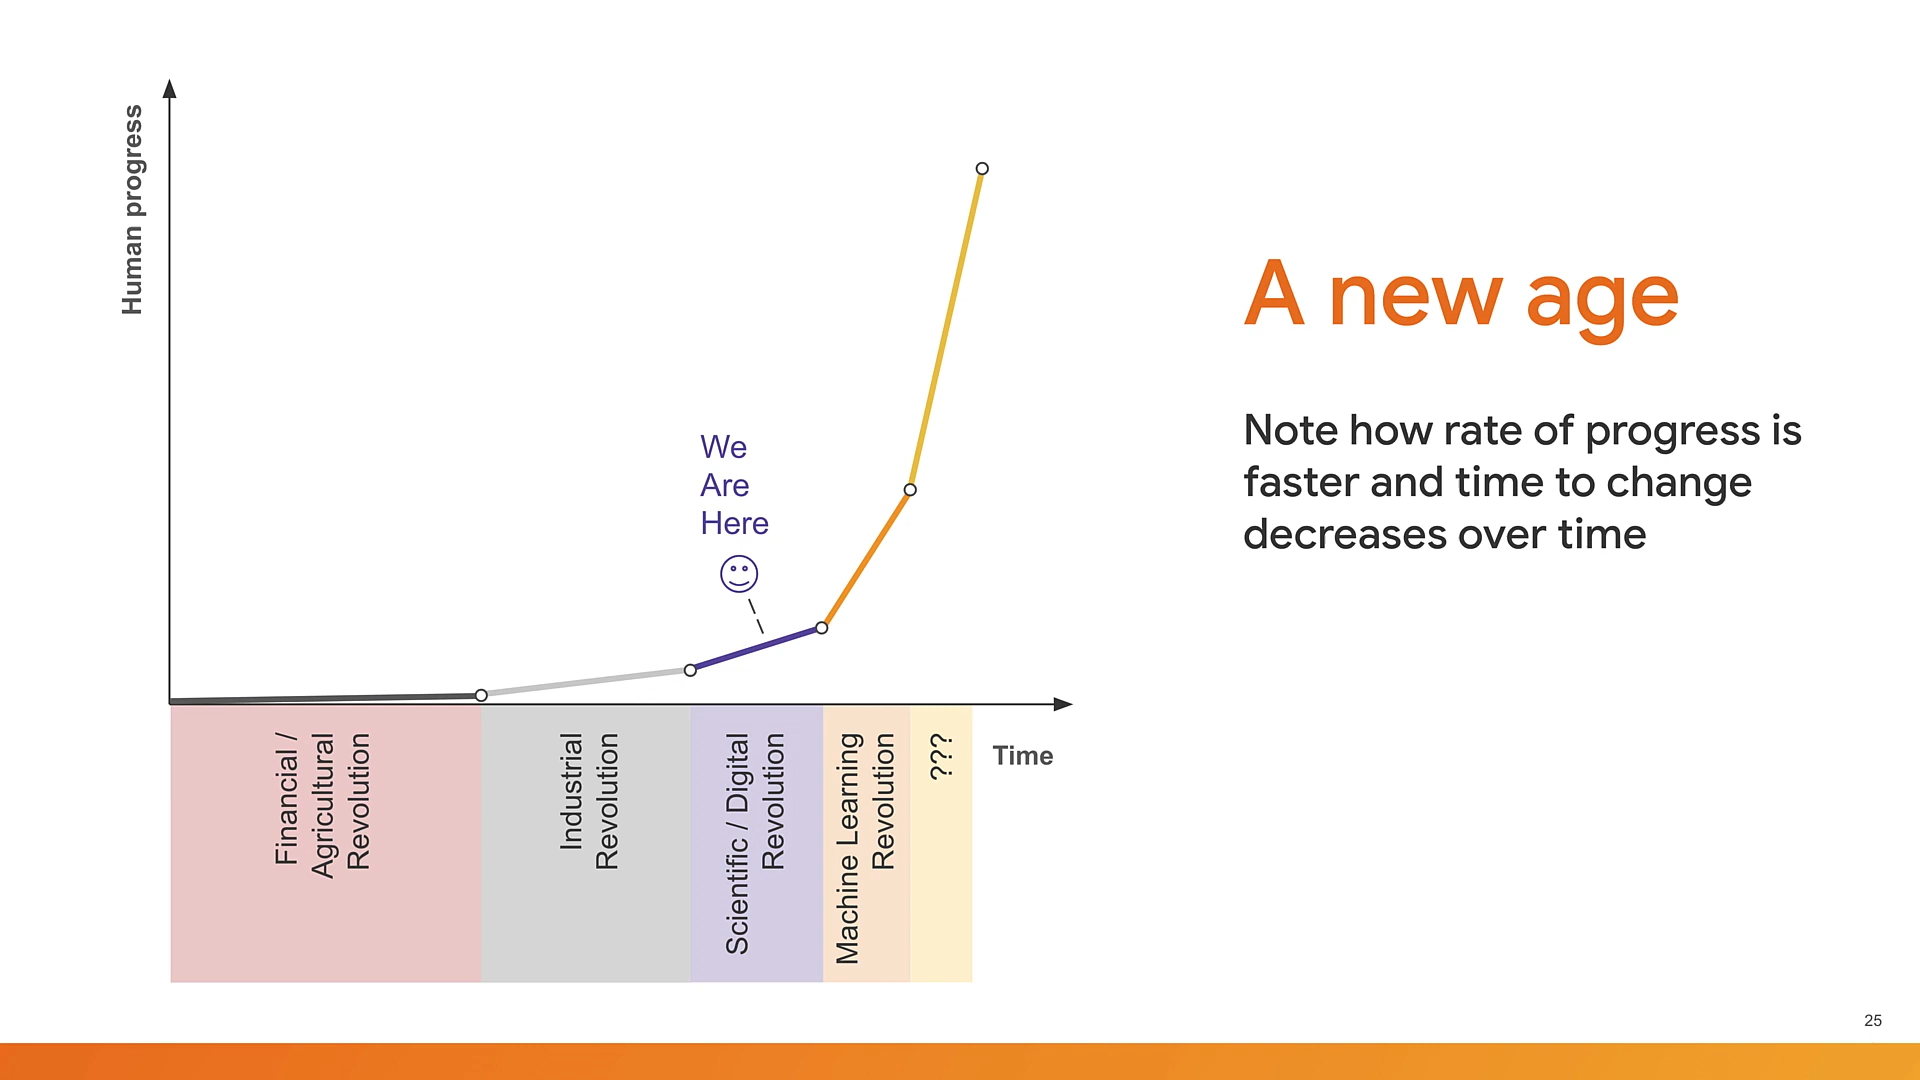 Human progress
We
Are
Here
Financial /
Agricultural
Revolution
Industrial
Revolution
Scientific / Digital
Revolution
Machine Learning
Revolution
???
Time
A new age
Note how rate of progress is
faster and time to change
decreases over time
25